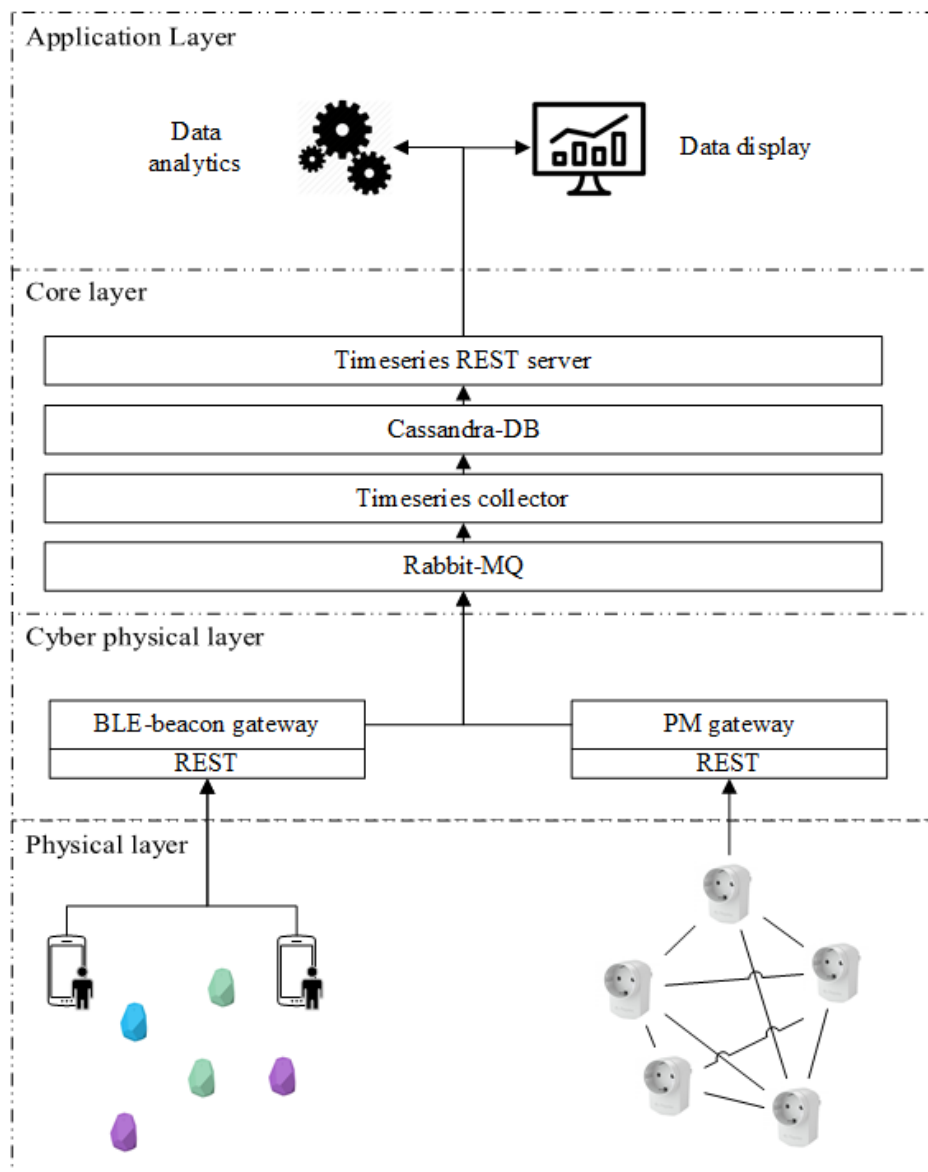 Application Layer
Data
analytics
Data display
Core layer
Timeseries REST server
Cassandra-DB
Timeseries collector
Rabbit-MQ
Cyber physical layer
BLE-beacon gateway
REST
PM gateway
REST
Physical layer